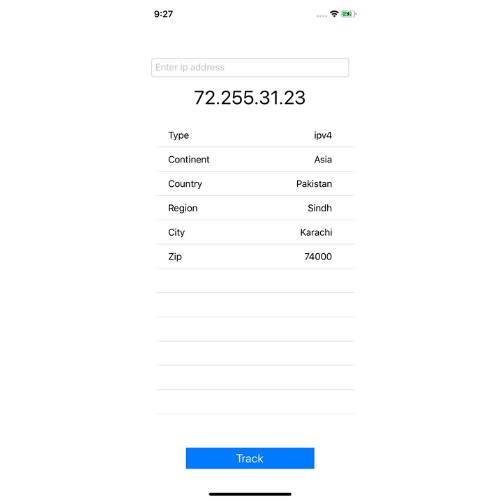 9:27
Enter ip address
72.255.31.23
Type ipv4
Continent Asia
Country Pakistan
Region Sindh
City Karachi
Zip 74000
Track